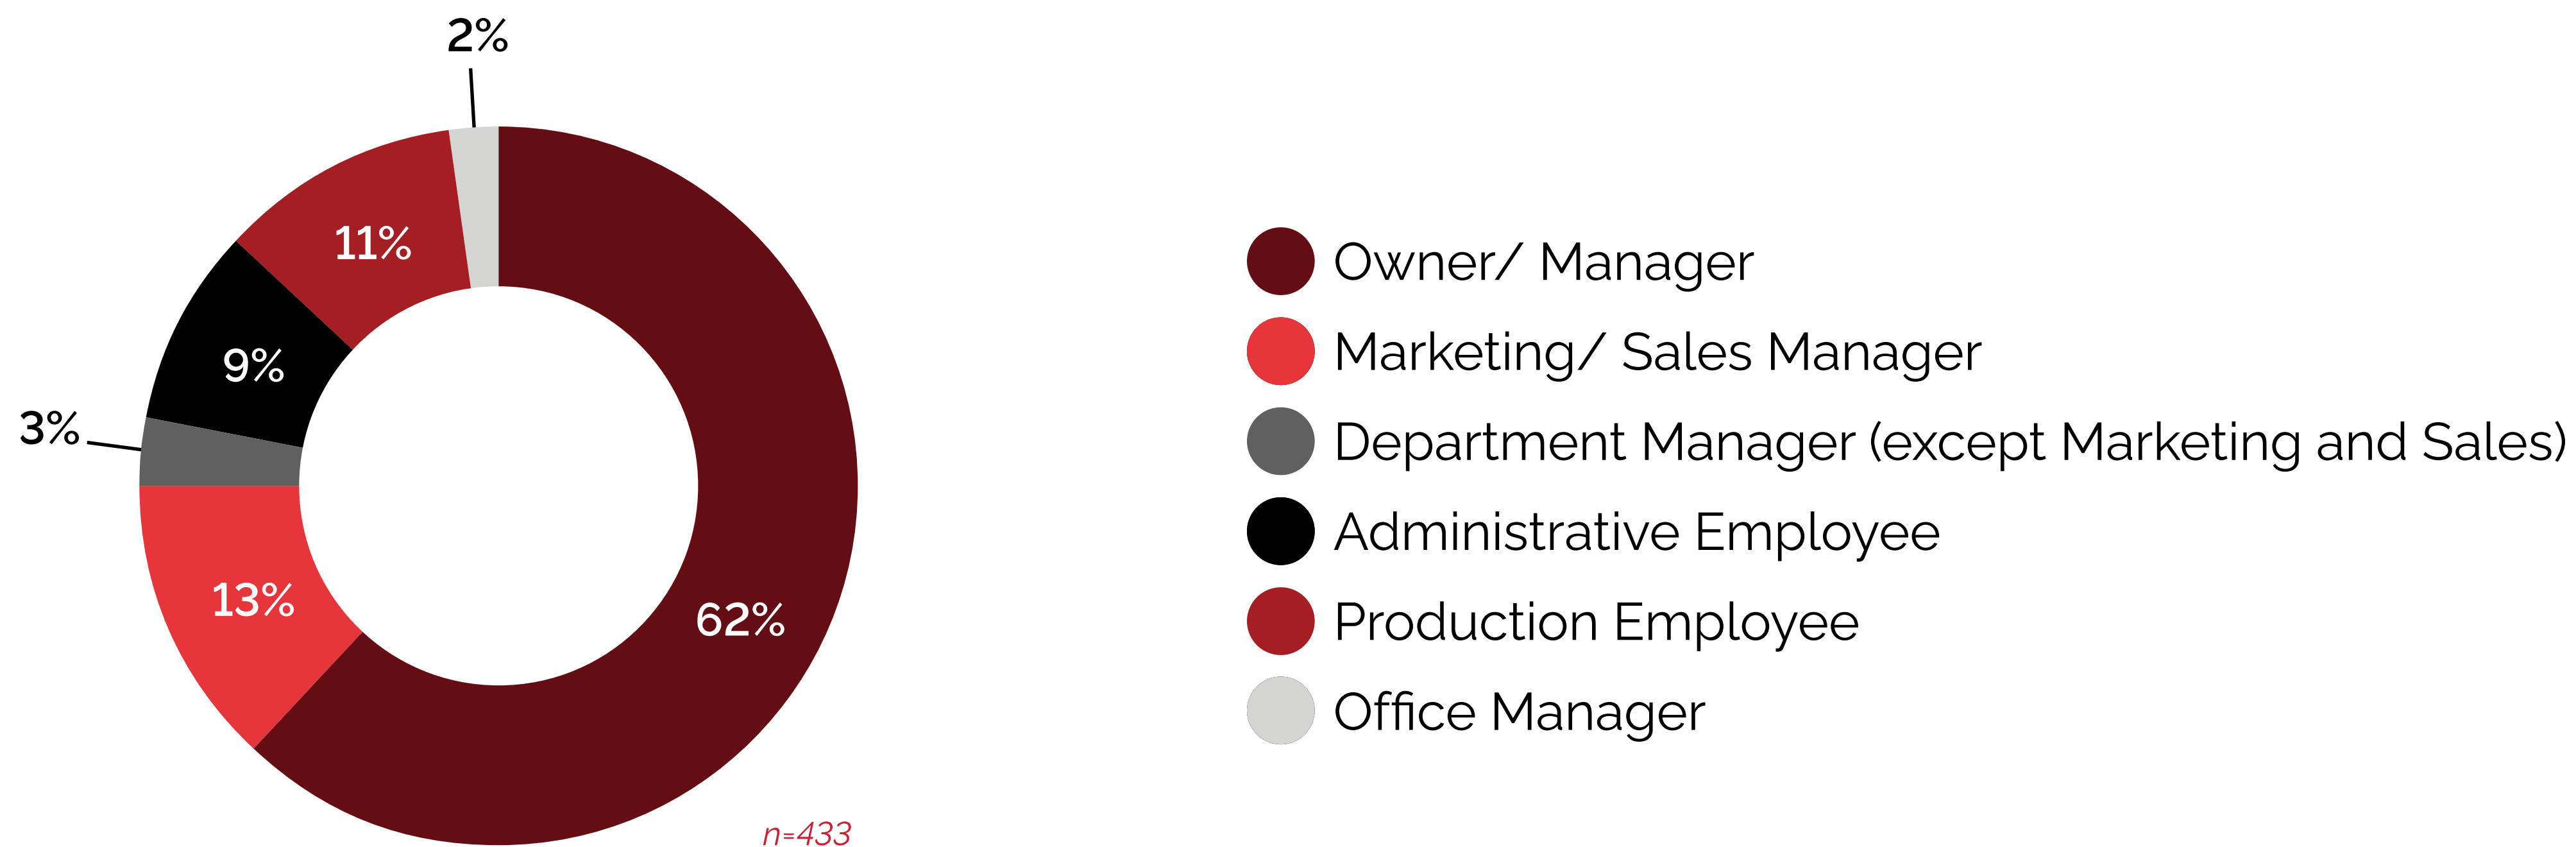 2%
11%
9%
3%
13%
62%
n=433
Owner/ Manager
Marketing/ Sales Manager
Department Manager (except Marketing and Sales)
Administrative Employee
Production Employee
Office Manager